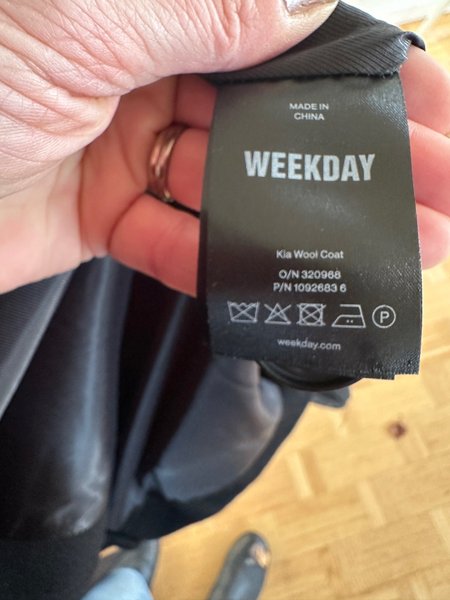 MADE IN
CHINA
WEEKDAY
Kia Wool Coat
O/N 320968
P/N 1092683 6
P
weekday.com